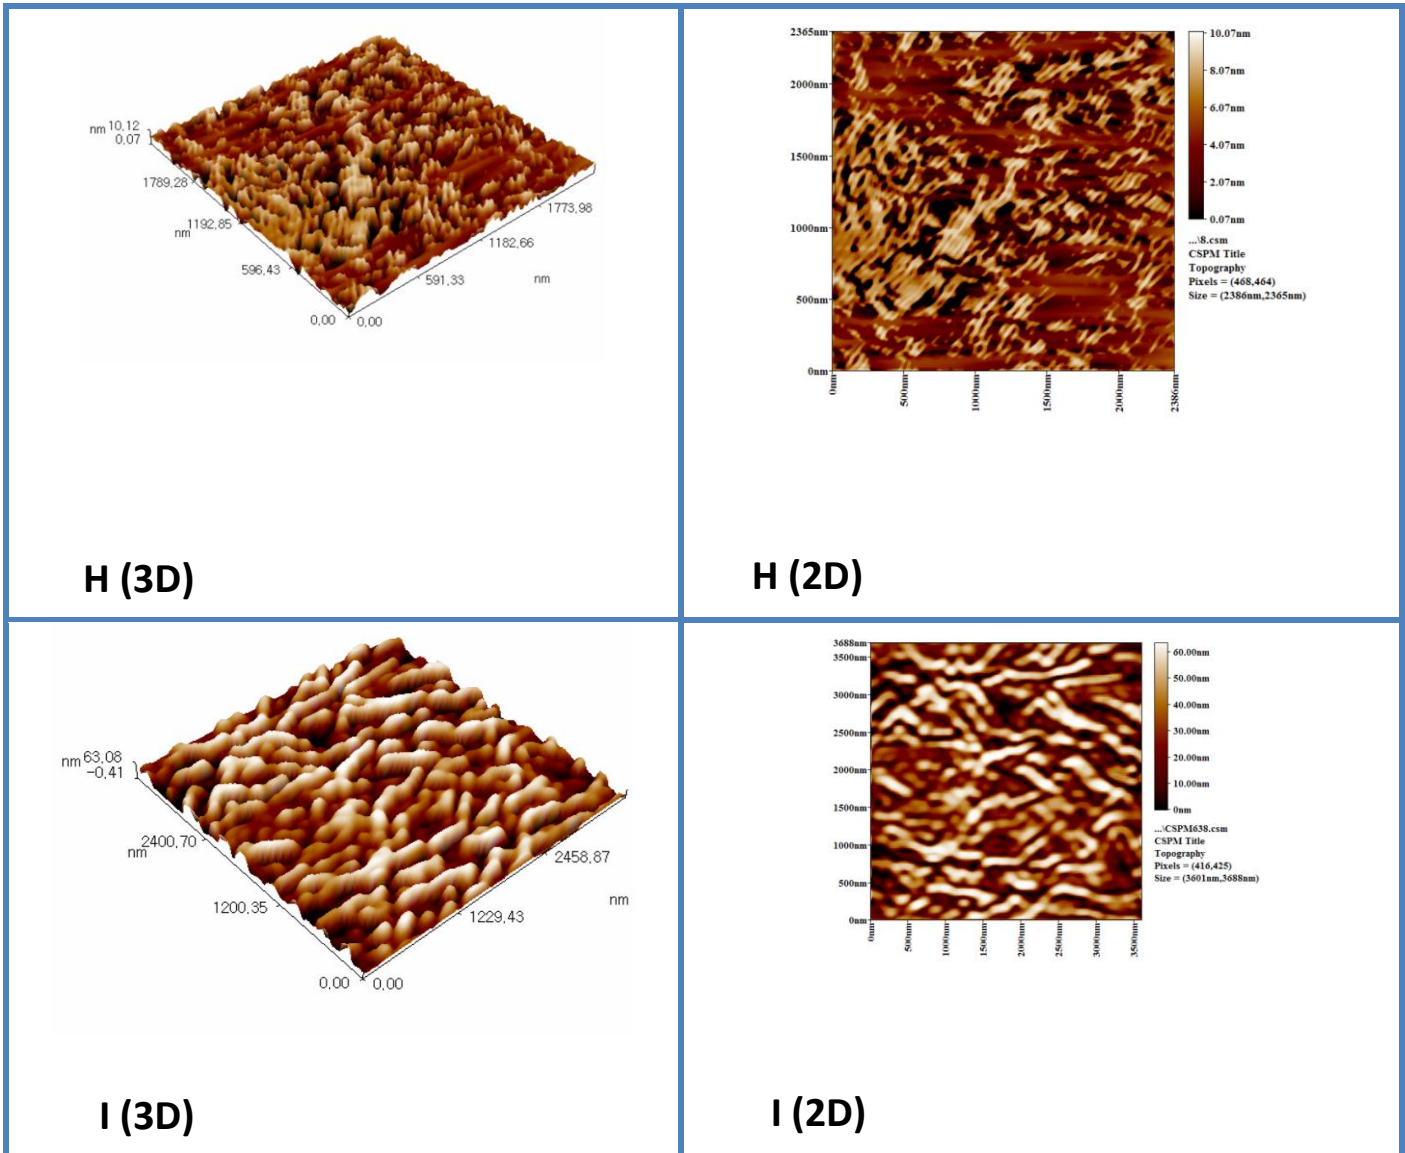 nm 10,12
0,07
1789,28
1192,85
nm
596,43
0,00
0,00
591,33
1182,66
1773,98
nm
H (3D)
2365nm
2000nm
1500nm
1000nm
500nm
0nm
0nm
500nm
1000nm
1500nm
2000nm
2386nm
10.07nm
8.07nm
6.07nm
4.07nm
2.07nm
0.07nm
...\8.csm
CSPM Title
Topography
Pixels = (468,464)
Size = (2386nm,2365nm)
H (2D)
nm 63,08
-0,41
2400,70
nm
1200,35
0,00
0,00
1229,43
2458,87
nm
I (3D)
3688nm
3500nm
3000nm
2500nm
2000nm
1500nm
1000nm
500nm
0nm
0nm
500nm
1000nm
1500nm
2000nm
2500nm
3000nm
3500nm
60.00nm
50.00nm
40.00nm
30.00nm
20.00nm
10.00nm
0nm
...\CSPM638.csm
CSPM Title
Topography
Pixels = (416,425)
Size = (3601nm,3688nm)
I (2D)